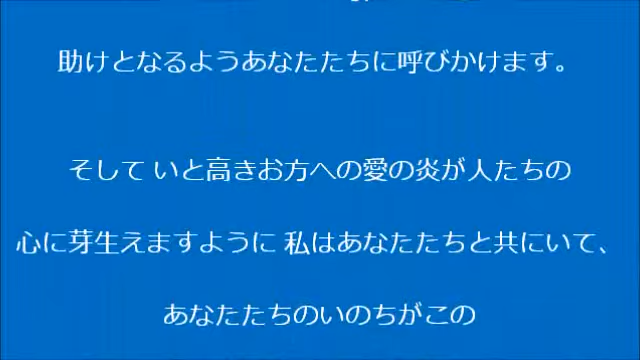 助けとなるようあなたたちに呼びかけます。
そして いと高きお方への愛の炎が人たちの
心に芽生えますように 私はあなたたちと共にいて、
あなたたちのいのちがこの